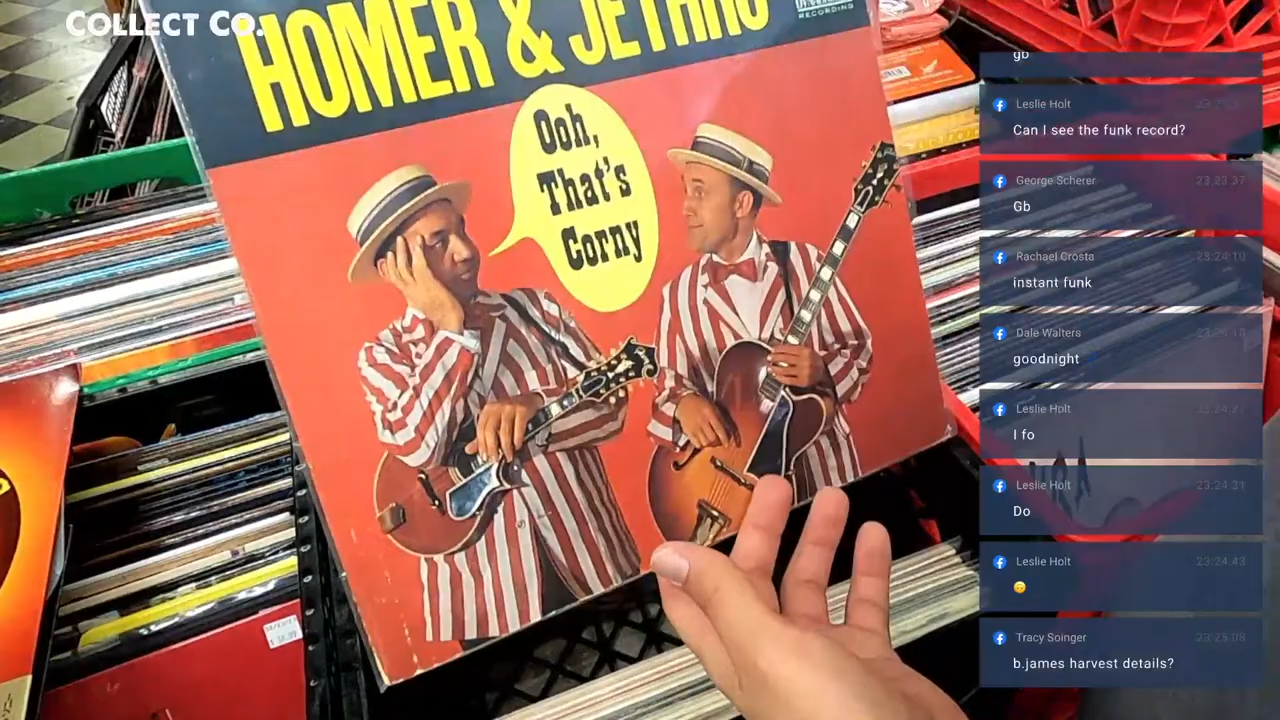 COLLECT CO.
HOMER & JETHRO
RECORDING
Ooh,
That's
Corny
gb
Leslie Holt
Can I see the funk record?
George Scherer 23:23:37
Gb
Rachael Crosta 23:24:10
instant funk
Dale Walters 23:24:10
goodnight
Leslie Holt
I fo
Leslie Holt 23:24:31
Do
Leslie Holt 23:24:43
🙃
Tracy Soinger 23:25:08
b.james harvest details?